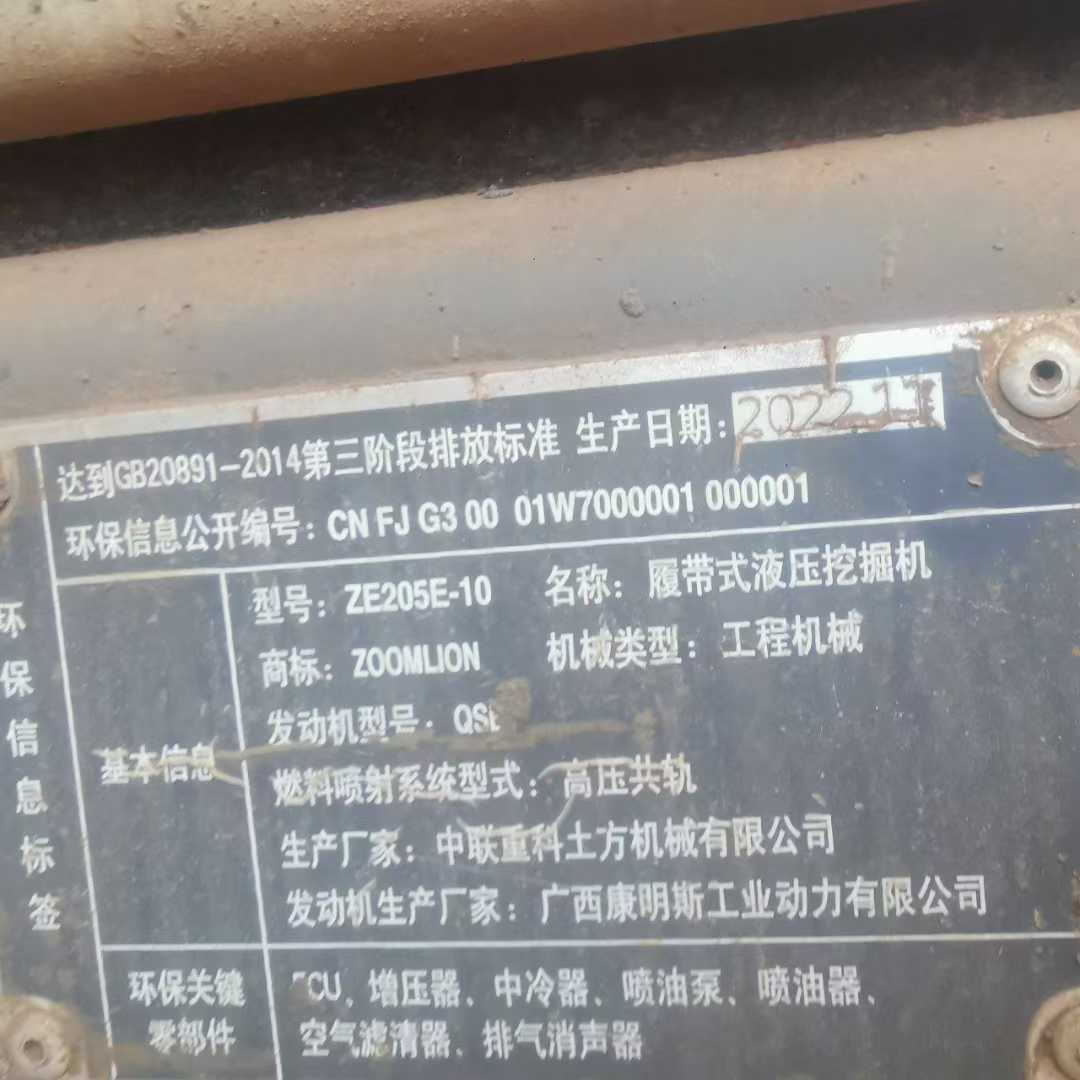 环保信息标签
达到GB20891-2014第三阶段排放标准 生产日期: 2022 11
环保信息公开编号: CN FJ G3 00 01W7000001 000001
基本信息
型号: ZE205E-10 名称: 履带式液压挖掘机
商标: ZOOMLION 机械类型: 工程机械
发动机型号:
燃料喷射系统型式: 高压共轨
生产厂家: 中联重科土方机械有限公司
发动机生产厂家: 广西康明斯工业动力有限公司
环保关键零部件
ECU、增压器、中冷器、喷油泵、喷油器、
空气滤清器、排气消声器